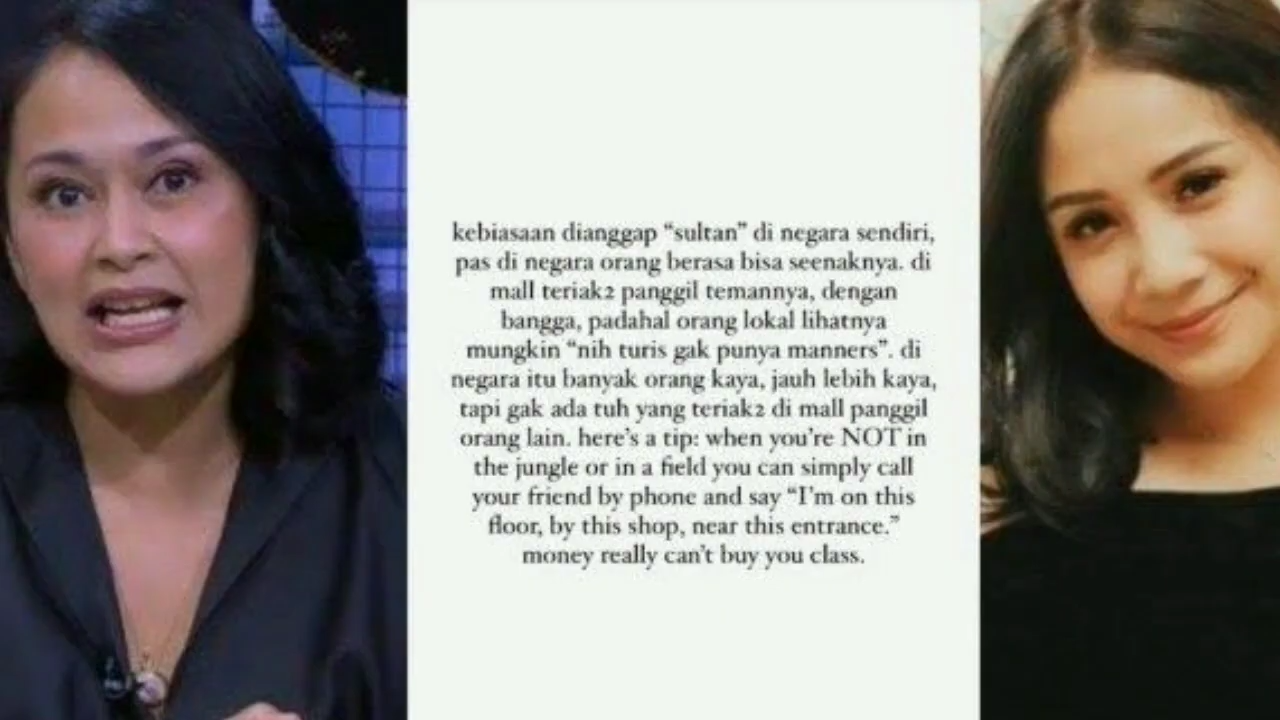 kebiasaan dianggap “sultan” di negara sendiri,
pas di negara orang berasa bisa seenaknya. di
mall teriak2 panggil temannya, dengan
bangga, padahal orang lokal lihatnya
mungkin “nih turis gak punya manners”. di
negara itu banyak orang kaya, jauh lebih kaya,
tapi gak ada tuh yang teriak2 di mall panggil
orang lain. here’s a tip: when you’re NOT in
the jungle or in a field you can simply call
your friend by phone and say “I’m on this
floor, by this shop, near this entrance.”
money really can’t buy you class.